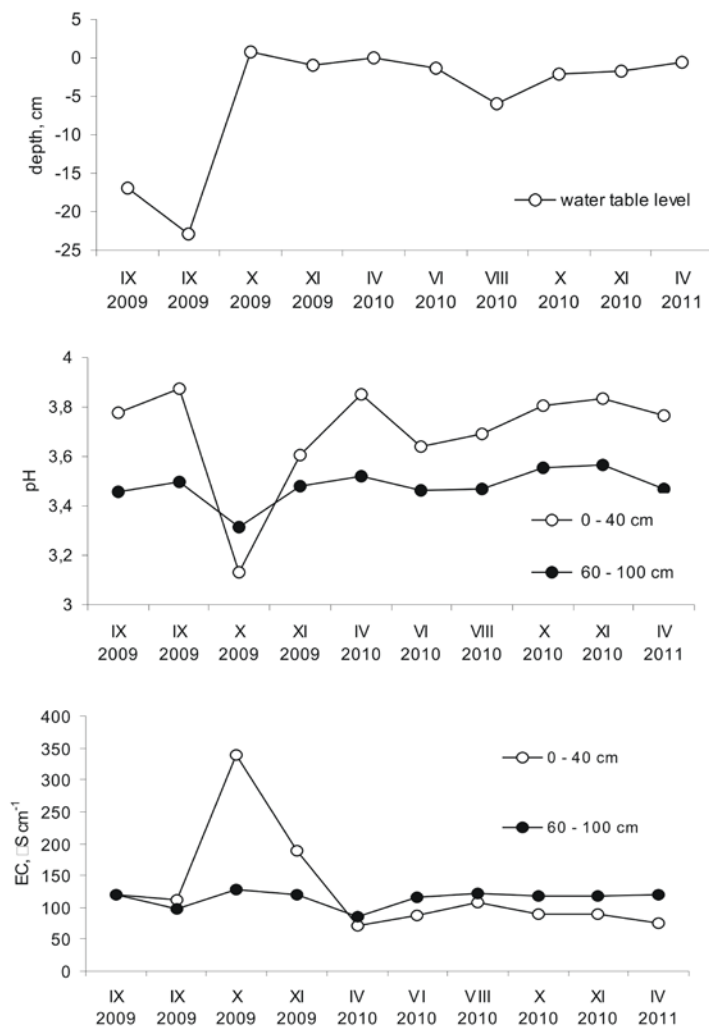 5
0
-5
-10
-15
-20
-25
depth, cm
water table level
IX IX X XI IV VI VIII X XI IV
2009 2009 2009 2009 2010 2010 2010 2010 2010 2011
4
3,8
3,6
3,4
3,2
3
pH
0 - 40 cm
60 - 100 cm
IX IX X XI IV VI VIII X XI IV
2009 2009 2009 2009 2010 2010 2010 2010 2010 2011
400
350
300
250
200
150
100
50
0
EC, □S cm-1
0 - 40 cm
60 - 100 cm
IX IX X XI IV VI VIII X XI IV
2009 2009 2009 2009 2010 2010 2010 2010 2010 2011